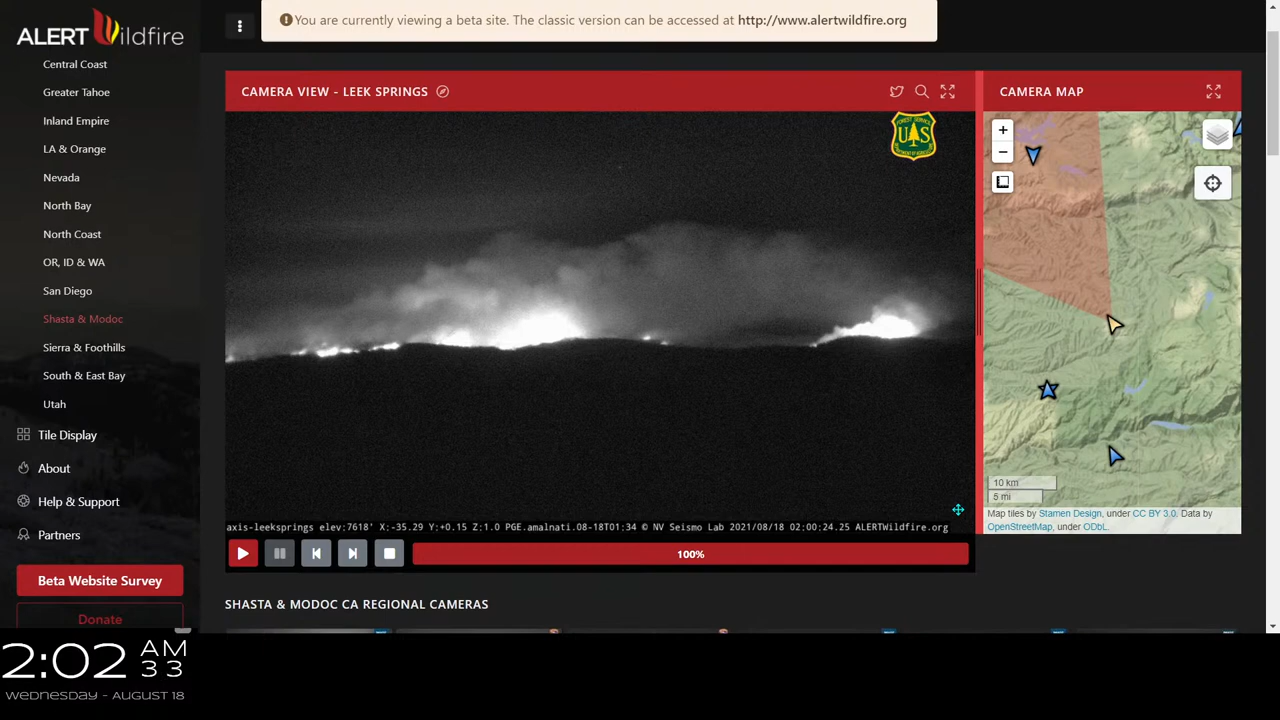 ALERT Wildfire
Central Coast
Greater Tahoe
Inland Empire
LA & Orange
Nevada
North Bay
North Coast
OR, ID & WA
San Diego
Shasta & Modoc
Sierra & Foothills
South & East Bay
Utah
Tile Display
About
Help & Support
Partners
Beta Website Survey
Donate
You are currently viewing a beta site. The classic version can be accessed at http://www.alertwildfire.org
CAMERA VIEW - LEEK SPRINGS
FOREST SERVICE
U S
DEPARTMENT OF AGRICULTURE
axis-leeksprings elev:7618' X:-35.29 Y:+0.15 Z:1.0 PGE.amalnati.08-18T01:34 © NV Seismo Lab 2021/08/18 02:00:24.25 ALERTWildfire.org
100%
CAMERA MAP
+
−
10 km
5 mi
Map tiles by Stamen Design, under CC BY 3.0. Data by
OpenStreetMap, under ODbL.
SHASTA & MODOC CA REGIONAL CAMERAS
2:02 AM
33
WEDNESDAY - AUGUST 18